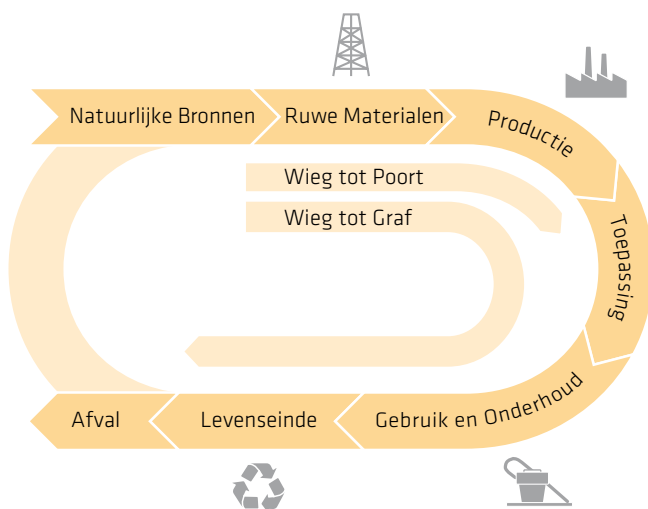 Natuurlijke Bronnen
Ruwe Materialen
Productie
Wieg tot Poort
Wieg tot Graf
Toepassing
Gebruik en Onderhoud
Levenseinde
Afval